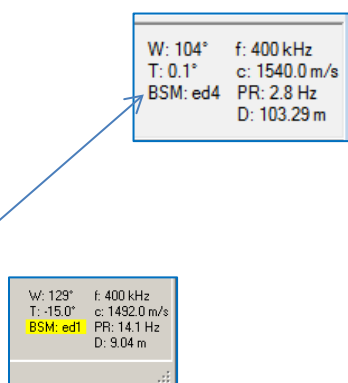 W: 104° f: 400 kHz
T: 0.1° c: 1540.0 m/s
BSM: ed4 PR: 2.8 Hz
D: 103.29 m
W: 129° f: 400 kHz
T: -15.0° c: 1492.0 m/s
BSM: ed1 PR: 14.1 Hz
D: 9.04 m